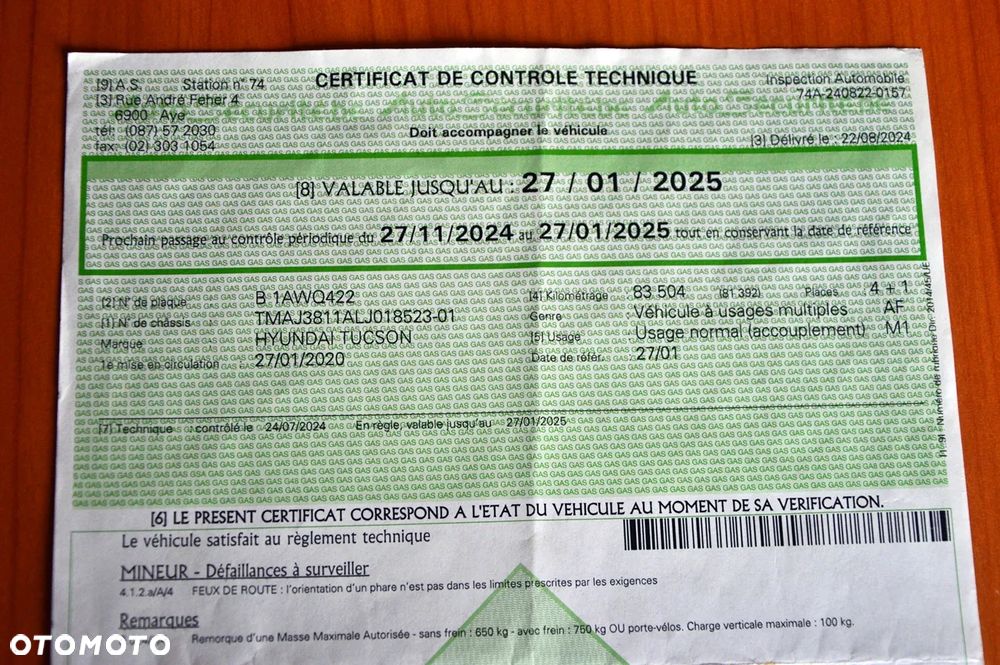 [9] A.S. Station n° 74
CERTIFICAT DE CONTROLE TECHNIQUE
Inspection Automobile
[3] Rue André Feher 4
74A-240822-0157
6900 Aye
tél: (087) 57 2030
Doit accompagner le véhicule
fax: (02) 303 1054
[3] Délivré le : 22/08/2024
[8] VALABLE JUSQU'AU : 27 / 01 / 2025
Prochain passage au contrôle périodique du 27/11/2024 au 27/01/2025 tout en conservant la date de référence
[2] N° de plaque B 1AWQ422
[4] Kilométrage 83 504 (81 392) Places 4 + 1
[1] N° de châssis TMAJ3811ALJ018523-01
Genre Véhicule à usages multiples AF
Marque HYUNDAI TUCSON
[5] Usage Usage normal (accouplement) M1
1e mise en circulation 27/01/2020
Date de référ. 27/01
[7] Technique : contrôlé le 24/07/2024 En règle, valable jusqu'au 27/01/2025
[6] LE PRESENT CERTIFICAT CORRESPOND A L'ETAT DU VEHICULE AU MOMENT DE SA VERIFICATION.
Le véhicule satisfait au règlement technique
MINEUR - Défaillances à surveiller
4.1.2.a/A/4 FEUX DE ROUTE : l'orientation d'un phare n'est pas dans les limites prescrites par les exigences
Remarques
Remorque d'une Masse Maximale Autorisée - sans frein : 650 kg - avec frein : 750 kg OU porte-vélos. Charge verticale maximale : 100 kg.
OTOMOTO